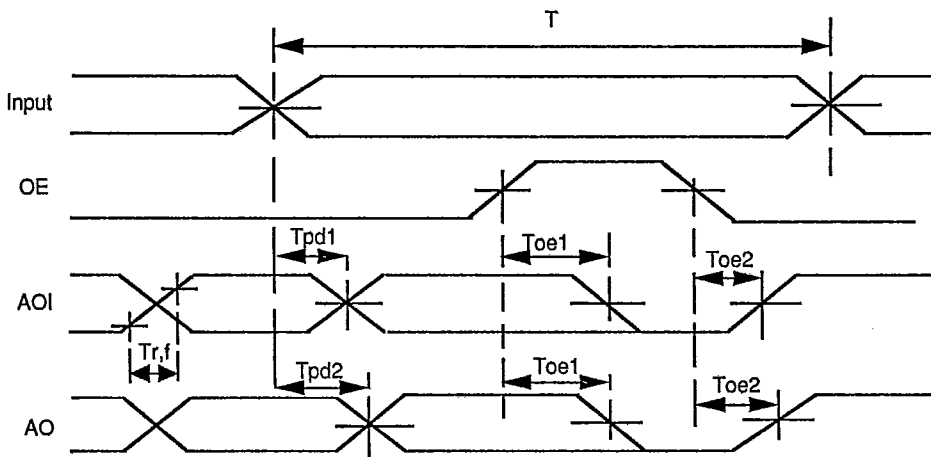 T
Input
OE
Tpd1
Toe1
Toe2
AOI
Tr,f
Tpd2
Toe1
Toe2
AO